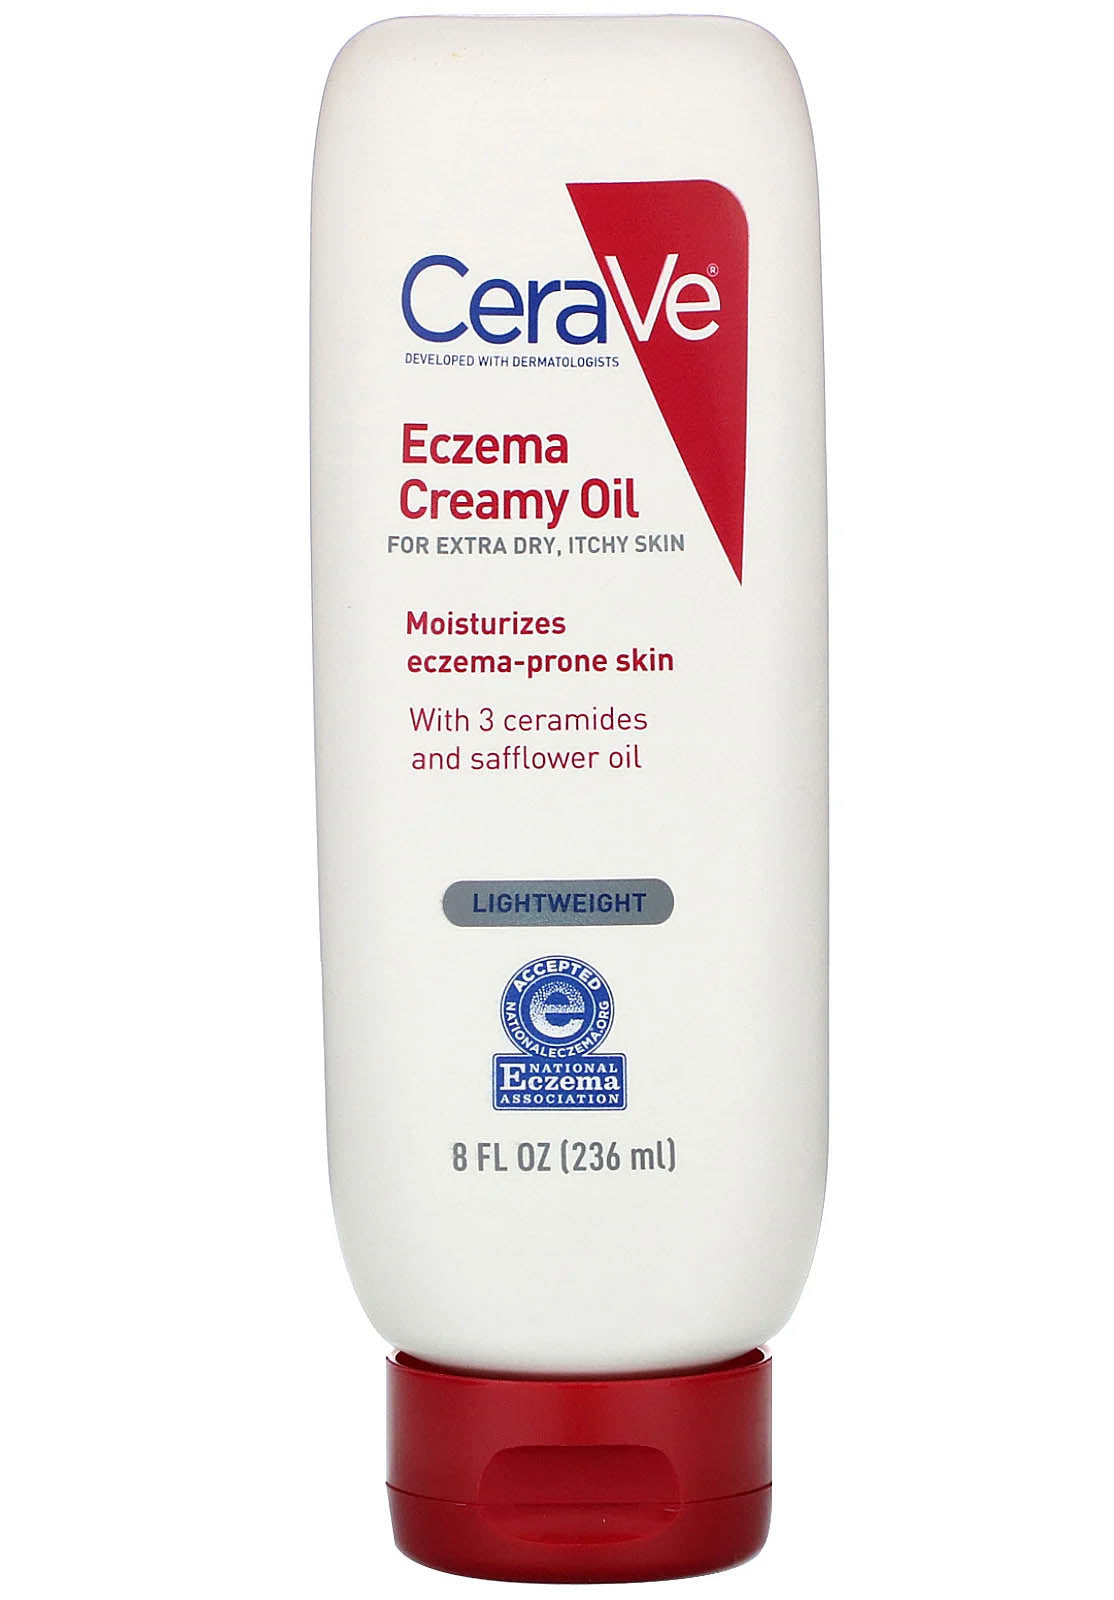 CeraVe®
DEVELOPED WITH DERMATOLOGISTS
Eczema
Creamy Oil
FOR EXTRA DRY, ITCHY SKIN
Moisturizes
eczema-prone skin
With 3 ceramides
and safflower oil
LIGHTWEIGHT
ACCEPTED
e
NATIONALECZEMA.ORG
NATIONAL
Eczema
ASSOCIATION
8 FL OZ (236 ml)